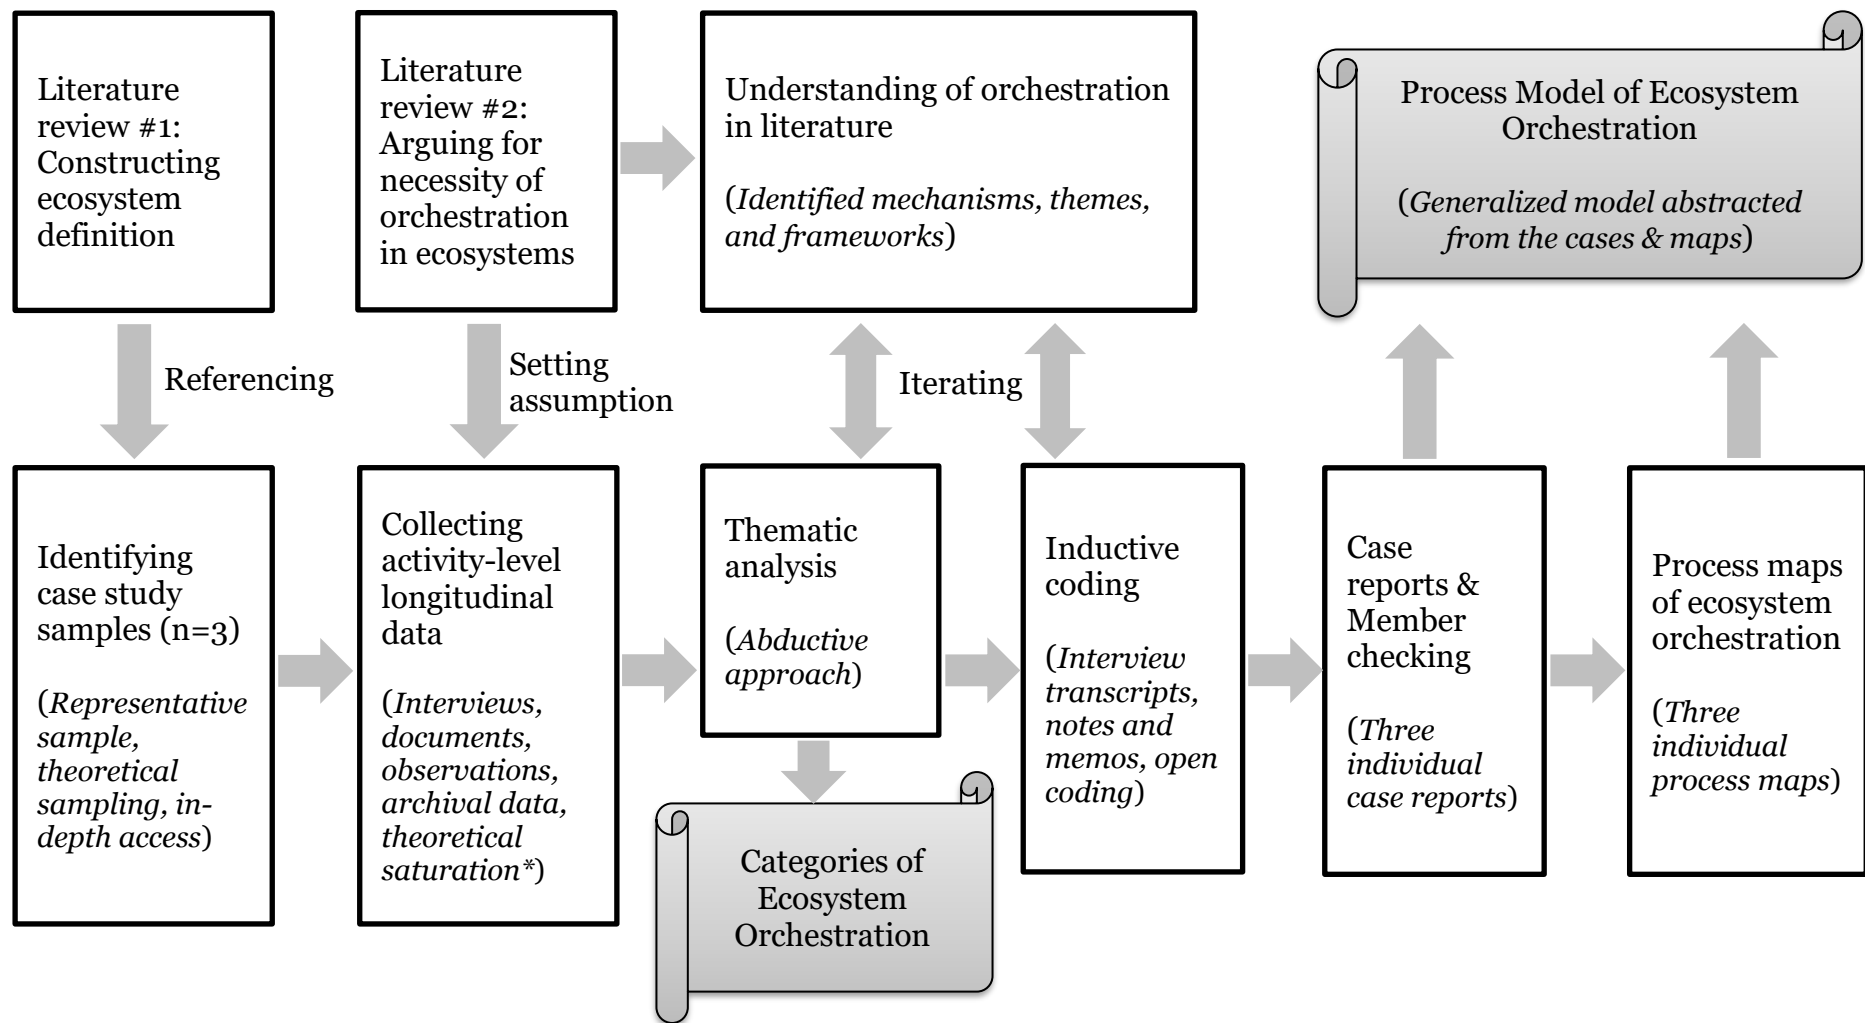 Literature
review #1:
Constructing
ecosystem
definition
Literature
review #2:
Arguing for
necessity of
orchestration
in ecosystems
Understanding of orchestration
in literature
(Identified mechanisms, themes,
and frameworks)
Process Model of Ecosystem
Orchestration
(Generalized model abstracted
from the cases & maps)
Referencing
Setting
assumption
Iterating
Identifying
case study
samples (n=3)
(Representative
sample,
theoretical
sampling, in-
depth access)
Collecting
activity-level
longitudinal
data
(Interviews,
documents,
observations,
archival data,
theoretical
saturation*)
Thematic
analysis
(Abductive
approach)
Categories of
Ecosystem
Orchestration
Inductive
coding
(Interview
transcripts,
notes and
memos, open
coding)
Case
reports &
Member
checking
(Three
individual
case reports)
Process maps
of ecosystem
orchestration
(Three
individual
process maps)